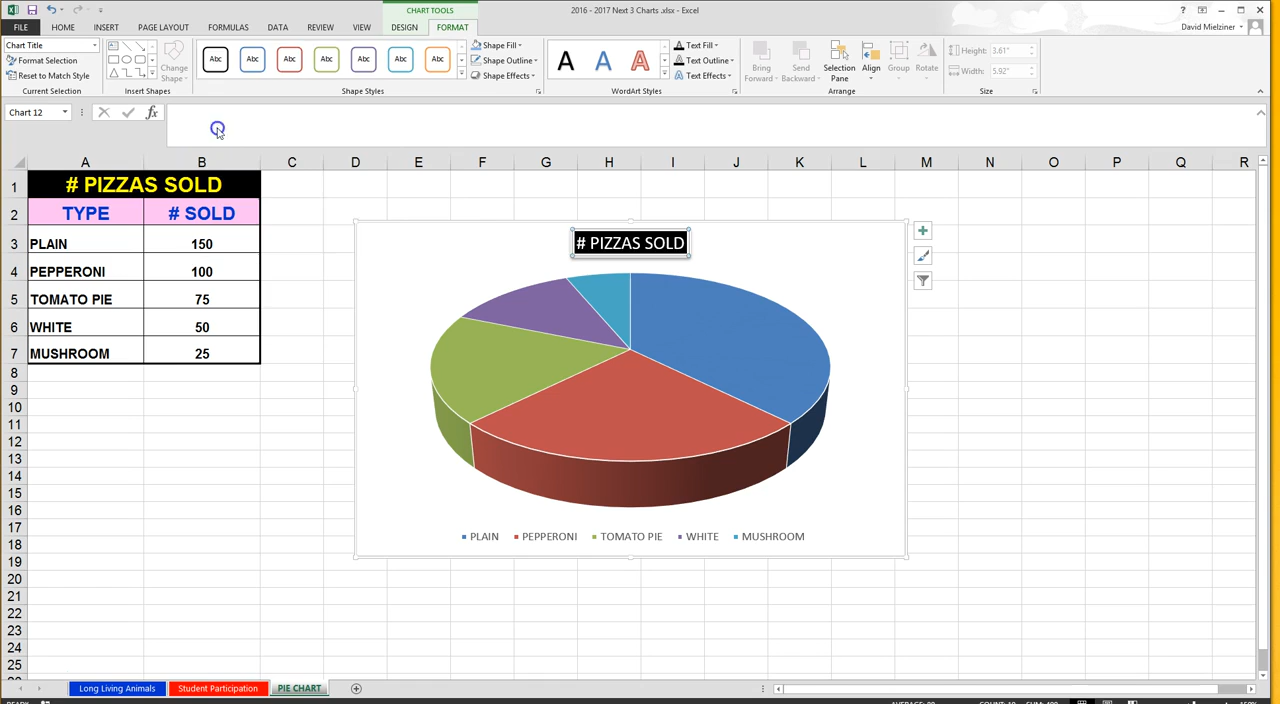 2016 - 2017 Next 3 Charts .xlsx - Excel
CHART TOOLS
David Mielziner
FILE HOME INSERT PAGE LAYOUT FORMULAS DATA REVIEW VIEW DESIGN FORMAT
Chart Title
Format Selection
Reset to Match Style
Current Selection
Change Shape
Insert Shapes
Abc Abc Abc Abc Abc Abc Abc
Shape Fill
Shape Outline
Shape Effects
Shape Styles
A A A
Text Fill
Text Outline
Text Effects
WordArt Styles
Bring Forward
Send Backward
Selection Pane
Align
Group
Rotate
Arrange
Height: 3.61"
Width: 5.92"
Size
Chart 12
fx
A B C D E F G H I J K L M N O P Q R
1 # PIZZAS SOLD
2 TYPE # SOLD
3 PLAIN 150
4 PEPPERONI 100
5 TOMATO PIE 75
6 WHITE 50
7 MUSHROOM 25
8
9
10
11
12
13
14
15
16
17
18
19
20
21
22
23
24
25
# PIZZAS SOLD
PLAIN PEPPERONI TOMATO PIE WHITE MUSHROOM
Long Living Animals Student Participation PIE CHART